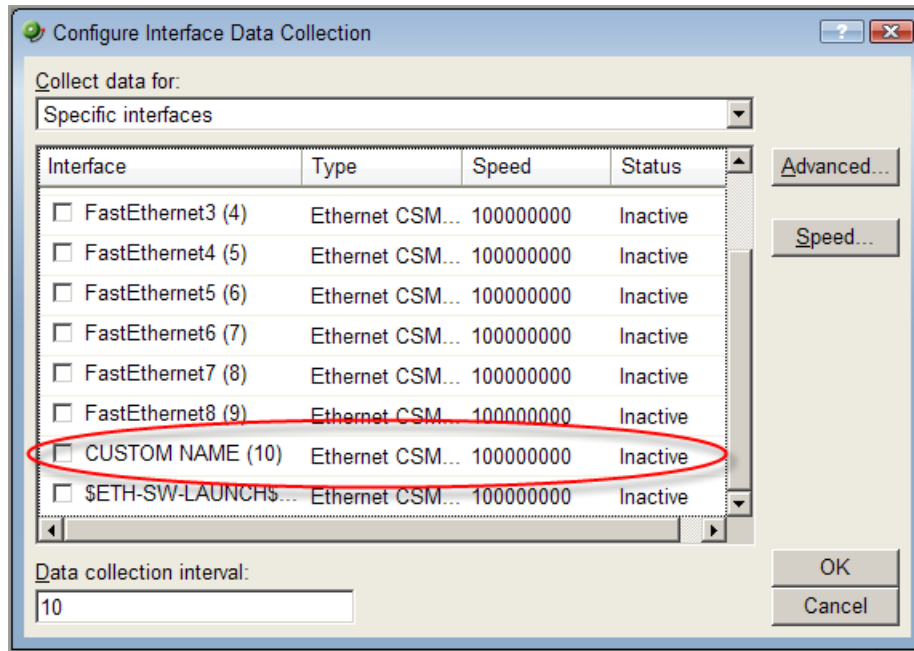 Configure Interface Data Collection
Collect data for:
Specific interfaces
Interface Type Speed Status
Advanced...
FastEthernet3 (4) Ethernet CSM... 100000000 Inactive
Speed...
FastEthernet4 (5) Ethernet CSM... 100000000 Inactive
FastEthernet5 (6) Ethernet CSM... 100000000 Inactive
FastEthernet6 (7) Ethernet CSM... 100000000 Inactive
FastEthernet7 (8) Ethernet CSM... 100000000 Inactive
FastEthernet8 (9) Ethernet CSM... 100000000 Inactive
CUSTOM NAME (10) Ethernet CSM... 100000000 Inactive
$ETH-SW-LAUNCH$... Ethernet CSM... 100000000 Inactive
Data collection interval:
10
OK
Cancel